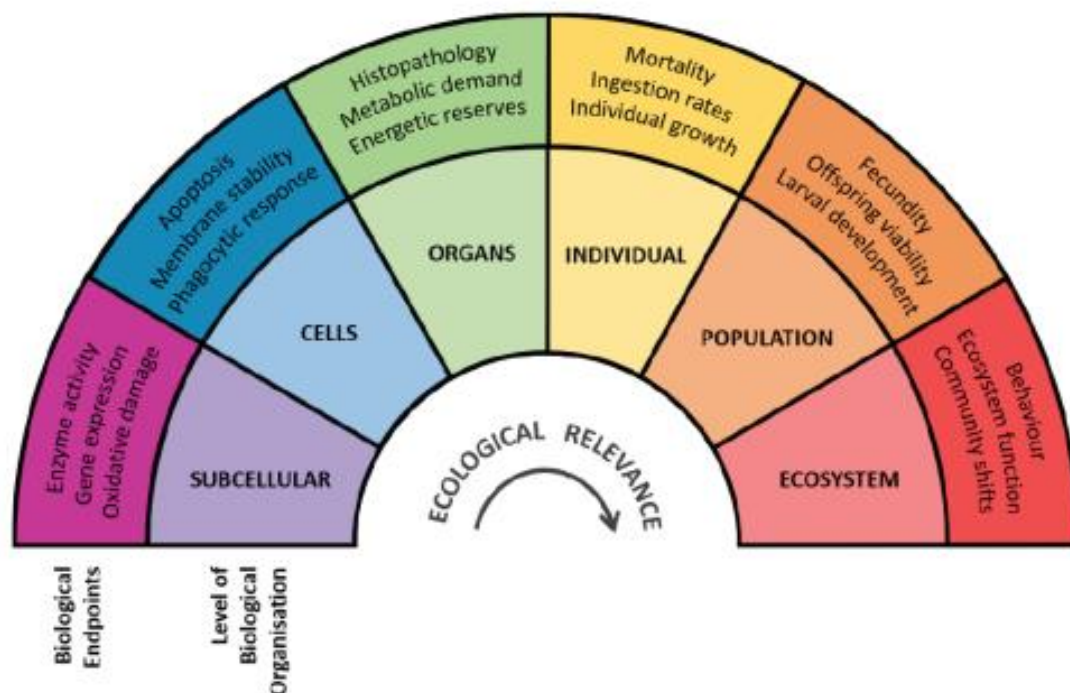 Enzyme activity
Gene expression
Oxidative damage
SUBCELLULAR
Apoptosis
Membrane stability
Phagocytic response
CELLS
Histopathology
Metabolic demand
Energetic reserves
ORGANS
Mortality
Ingestion rates
Individual growth
INDIVIDUAL
Fecundity
Offspring viability
Larval development
POPULATION
Behaviour
Ecosystem function
Community shifts
ECOSYSTEM
ECOLOGICAL RELEVANCE
Biological
Endpoints
Level of
Biological
Organisation